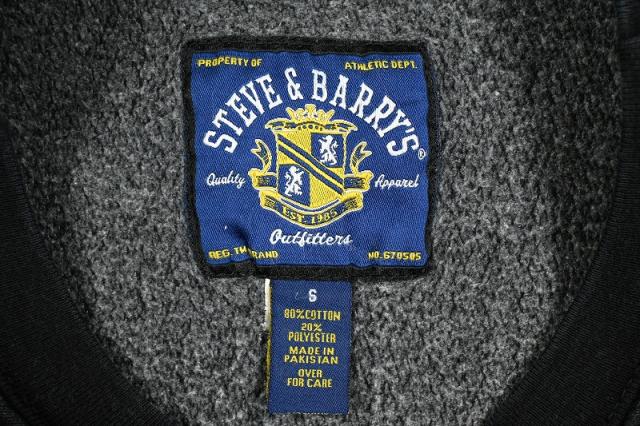 PROPERTY OF ATHLETIC DEPT.
STEVE & BARRY'S®
Quality Apparel
EST. 1985
Outfitters
REG. TM BRAND NO. 670505
S
80% COTTON
20%
POLYESTER
MADE IN
PAKISTAN
OVER
FOR CARE